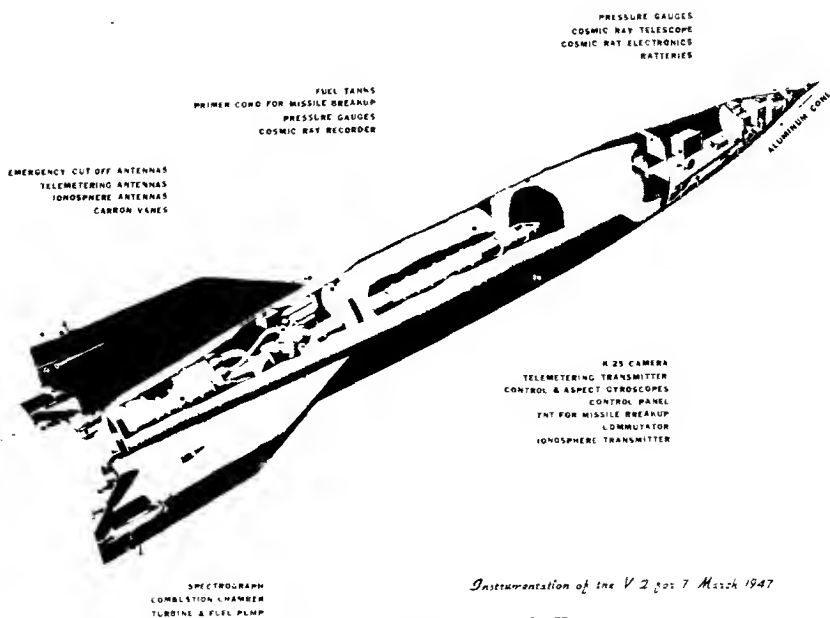 PRESSURE GAUGES
COSMIC RAY TELESCOPE
COSMIC RAY ELECTRONICS
BATTERIES
FUEL TANKS
PRIMER CORD FOR MISSILE BREAKUP
PRESSURE GAUGES
COSMIC RAY RECORDER
ALUMINUM CONE
EMERGENCY CUT OFF ANTENNAS
TELEMETERING ANTENNAS
IONOSPHERE ANTENNAS
CARBON VANES
K 25 CAMERA
TELEMETERING TRANSMITTER
CONTROL & ASPECT GYROSCOPES
CONTROL PANEL
TNT FOR MISSILE BREAKUP
COMMUTATOR
IONOSPHERE TRANSMITTER
SPECTROGRAPH
COMBUSTION CHAMBER
TURBINE & FUEL PUMP
Instrumentation of the V 2 for 7 March 1947